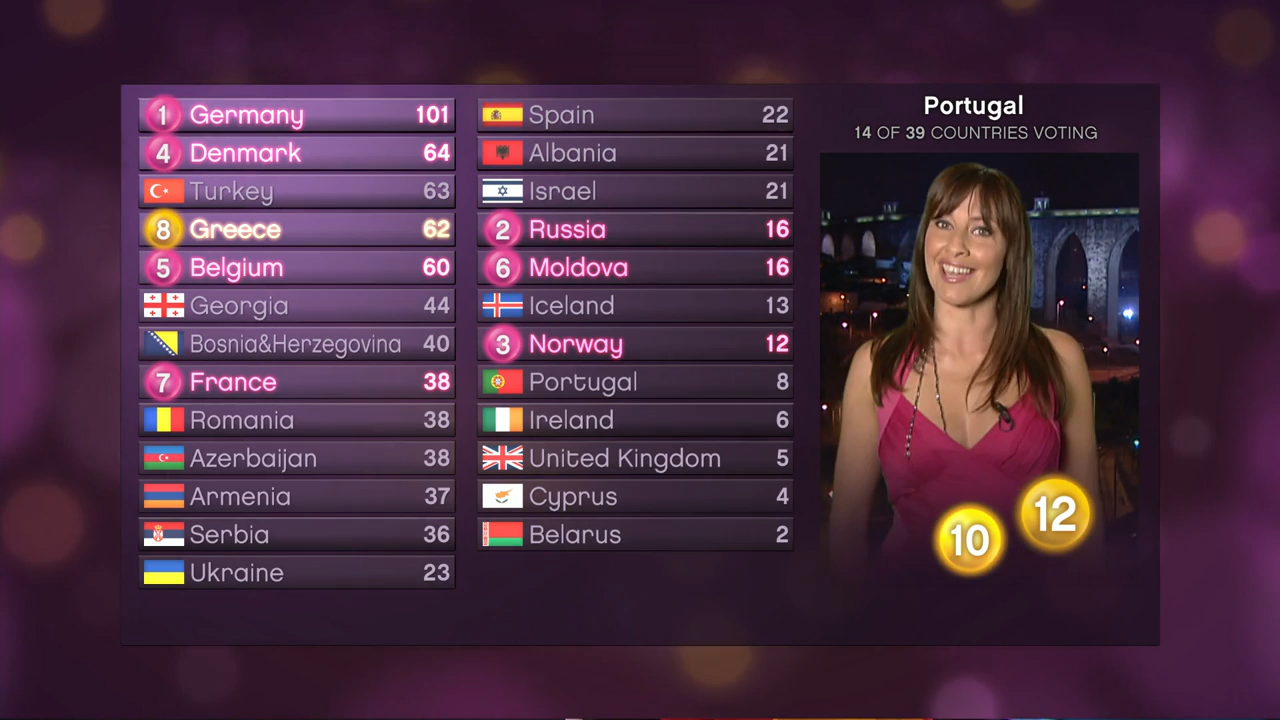 1 Germany 101
4 Denmark 64
Turkey 63
8 Greece 62
5 Belgium 60
Georgia 44
Bosnia&Herzegovina 40
7 France 38
Romania 38
Azerbaijan 38
Armenia 37
Serbia 36
Ukraine 23
Spain 22
Albania 21
Israel 21
2 Russia 16
6 Moldova 16
Iceland 13
3 Norway 12
Portugal 8
Ireland 6
United Kingdom 5
Cyprus 4
Belarus 2
Portugal
14 OF 39 COUNTRIES VOTING
10 12